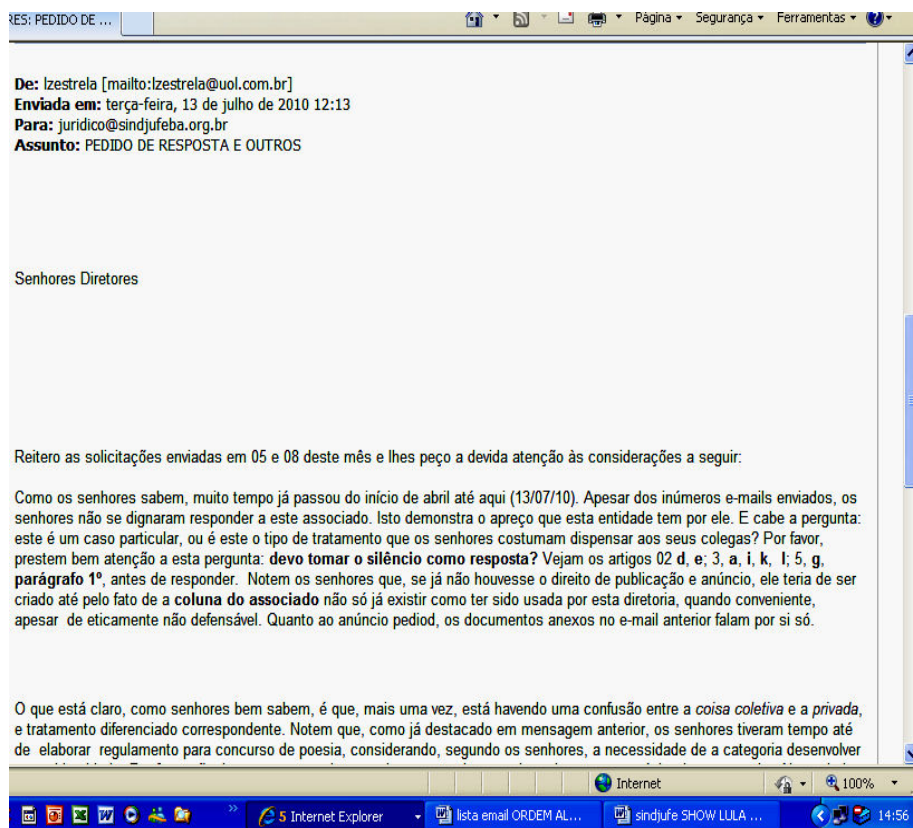 RES: PEDIDO DE ...
Página Segurança Ferramentas
De: lzestrela [mailto:lzestrela@uol.com.br]
Enviada em: terça-feira, 13 de julho de 2010 12:13
Para: juridico@sindjufeba.org.br
Assunto: PEDIDO DE RESPOSTA E OUTROS
Senhores Diretores
Reitero as solicitações enviadas em 05 e 08 deste mês e lhes peço a devida atenção às considerações a seguir:
Como os senhores sabem, muito tempo já passou do início de abril até aqui (13/07/10). Apesar dos inúmeros e-mails enviados, os
senhores não se dignaram responder a este associado. Isto demonstra o apreço que esta entidade tem por ele. E cabe a pergunta:
este é um caso particular, ou é este o tipo de tratamento que os senhores costumam dispensar aos seus colegas? Por favor,
prestem bem atenção a esta pergunta: devo tomar o silêncio como resposta? Vejam os artigos 02 d, e; 3, a, i, k, l; 5, g,
parágrafo 1º, antes de responder. Notem os senhores que, se já não houvesse o direito de publicação e anúncio, ele teria de ser
criado até pelo fato de a coluna do associado não só já existir como ter sido usada por esta diretoria, quando conveniente,
apesar de eticamente não defensável. Quanto ao anúncio pediod, os documentos anexos no e-mail anterior falam por si só.
O que está claro, como senhores bem sabem, é que, mais uma vez, está havendo uma confusão entre a coisa coletiva e a privada,
e tratamento diferenciado correspondente. Notem que, como já destacado em mensagem anterior, os senhores tiveram tempo até
de elaborar regulamento para concurso de poesia, considerando, segundo os senhores, a necessidade de a categoria desenvolver
Internet 100%
5 Internet Explorer lista email ORDEM AL... sindjufe SHOW LULA ... 14:56